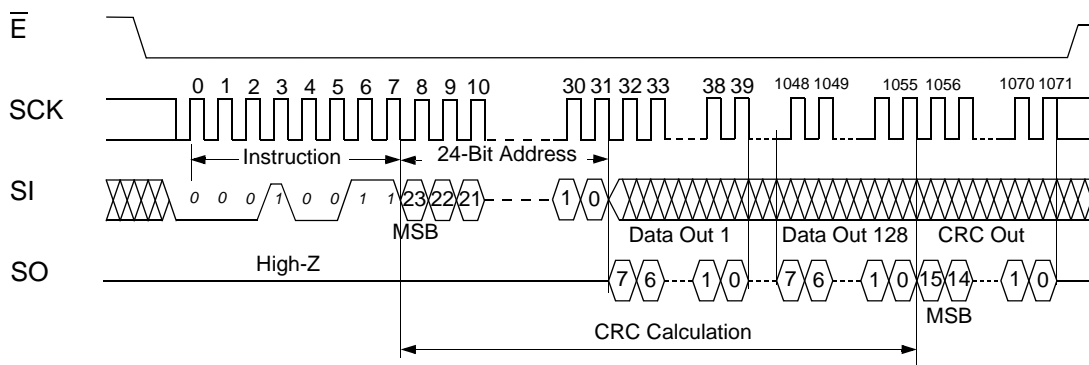 E
SCK
0 1 2 3 4 5 6 7 8 9 10 30 31 32 33 38 39 1048 1049 1055 1056 1070 1071
Instruction 24-Bit Address
SI
0 0 0 1 0 0 1 1 23 22 21 1 0
MSB
Data Out 1 Data Out 128 CRC Out
High-Z
SO
7 6 1 0 7 6 1 0 15 14 1 0
MSB
CRC Calculation